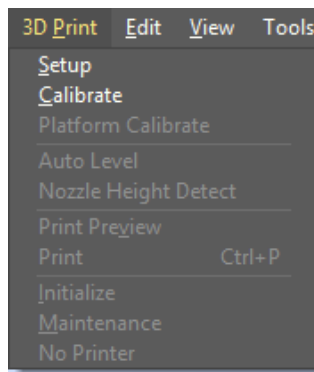 3D Print Edit View Tools
Setup
Calibrate
Platform Calibrate
Auto Level
Nozzle Height Detect
Print Preview
Print Ctrl+P
Initialize
Maintenance
No Printer